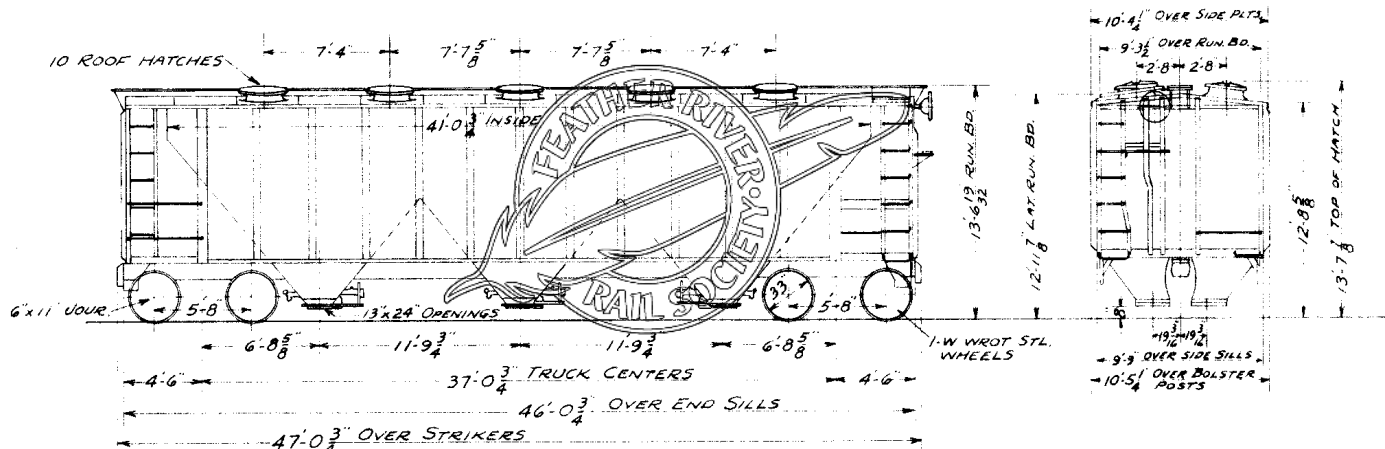 7'-4" 7'-7 5/8" 7'-7 5/8" 7'-4"
10 ROOF HATCHES
41'-0 3/4" INSIDE
FEATHER RIVER
RAIL SOCIETY
13'-6 19/32 RUN. BD.
12'-11 7/8" LAT. RUN. BD.
6"x11" JOUR.
5'-8"
13"x24" OPENINGS
33"
5'-8"
1-W WROT STL.
WHEELS
6'-8 5/8" 11'-9 3/4" 11'-9 3/4" 6'-8 5/8"
4'-6" 37'-0 3/4" TRUCK CENTERS 4'-6"
46'-0 3/4" OVER END SILLS
47'-0 3/4" OVER STRIKERS
10'-4 1/4" OVER SIDE PLTS.
9'-3 1/2 OVER RUN. BD.
2'-8 2'-8
12'-8 5/8"
13'-7 7/8" TOP OF HATCH
8"
19 3/16 19 3/16"
9'-9" OVER SIDE SILLS
10'-5 1/4" OVER BOLSTER
POSTS